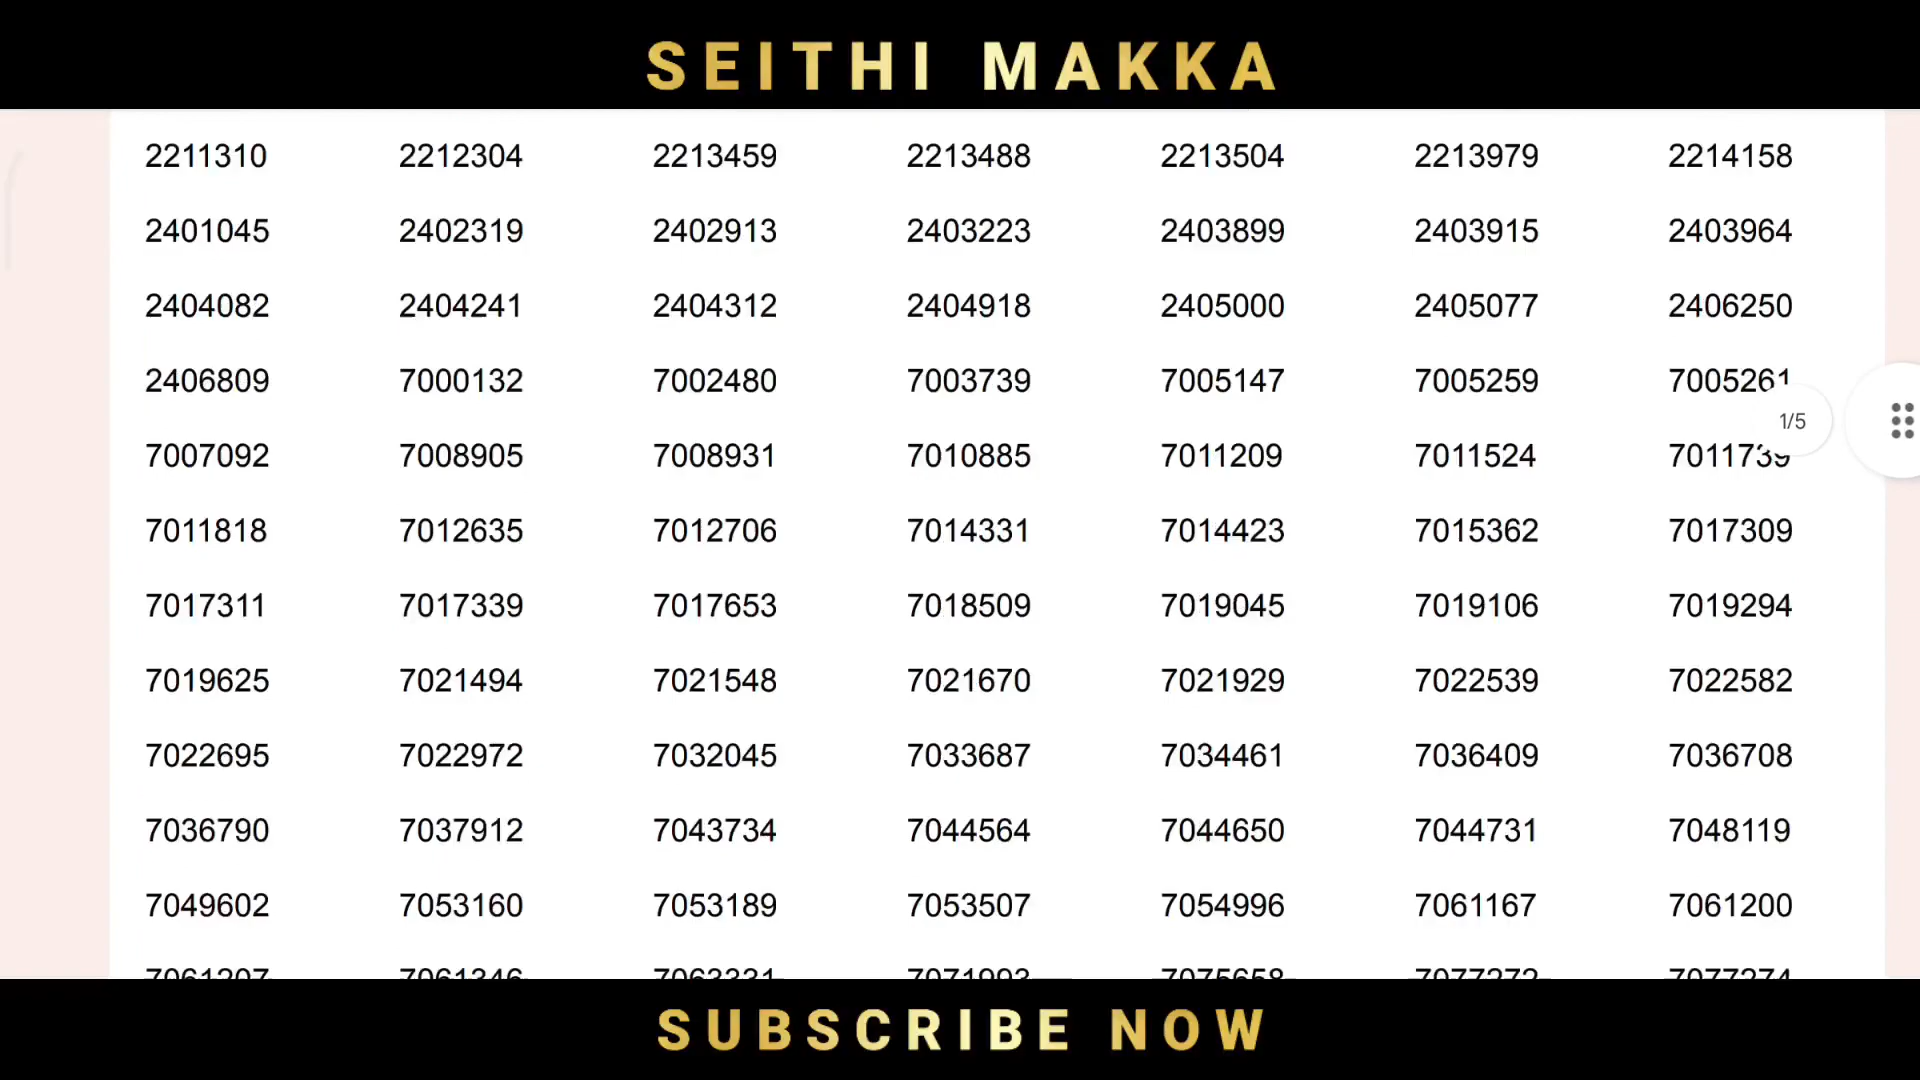 SEITHI MAKKA
2211310 2212304 2213459 2213488 2213504 2213979 2214158
2401045 2402319 2402913 2403223 2403899 2403915 2403964
2404082 2404241 2404312 2404918 2405000 2405077 2406250
2406809 7000132 7002480 7003739 7005147 7005259 7005261
1/5
7007092 7008905 7008931 7010885 7011209 7011524 7011739
7011818 7012635 7012706 7014331 7014423 7015362 7017309
7017311 7017339 7017653 7018509 7019045 7019106 7019294
7019625 7021494 7021548 7021670 7021929 7022539 7022582
7022695 7022972 7032045 7033687 7034461 7036409 7036708
7036790 7037912 7043734 7044564 7044650 7044731 7048119
7049602 7053160 7053189 7053507 7054996 7061167 7061200
SUBSCRIBE NOW